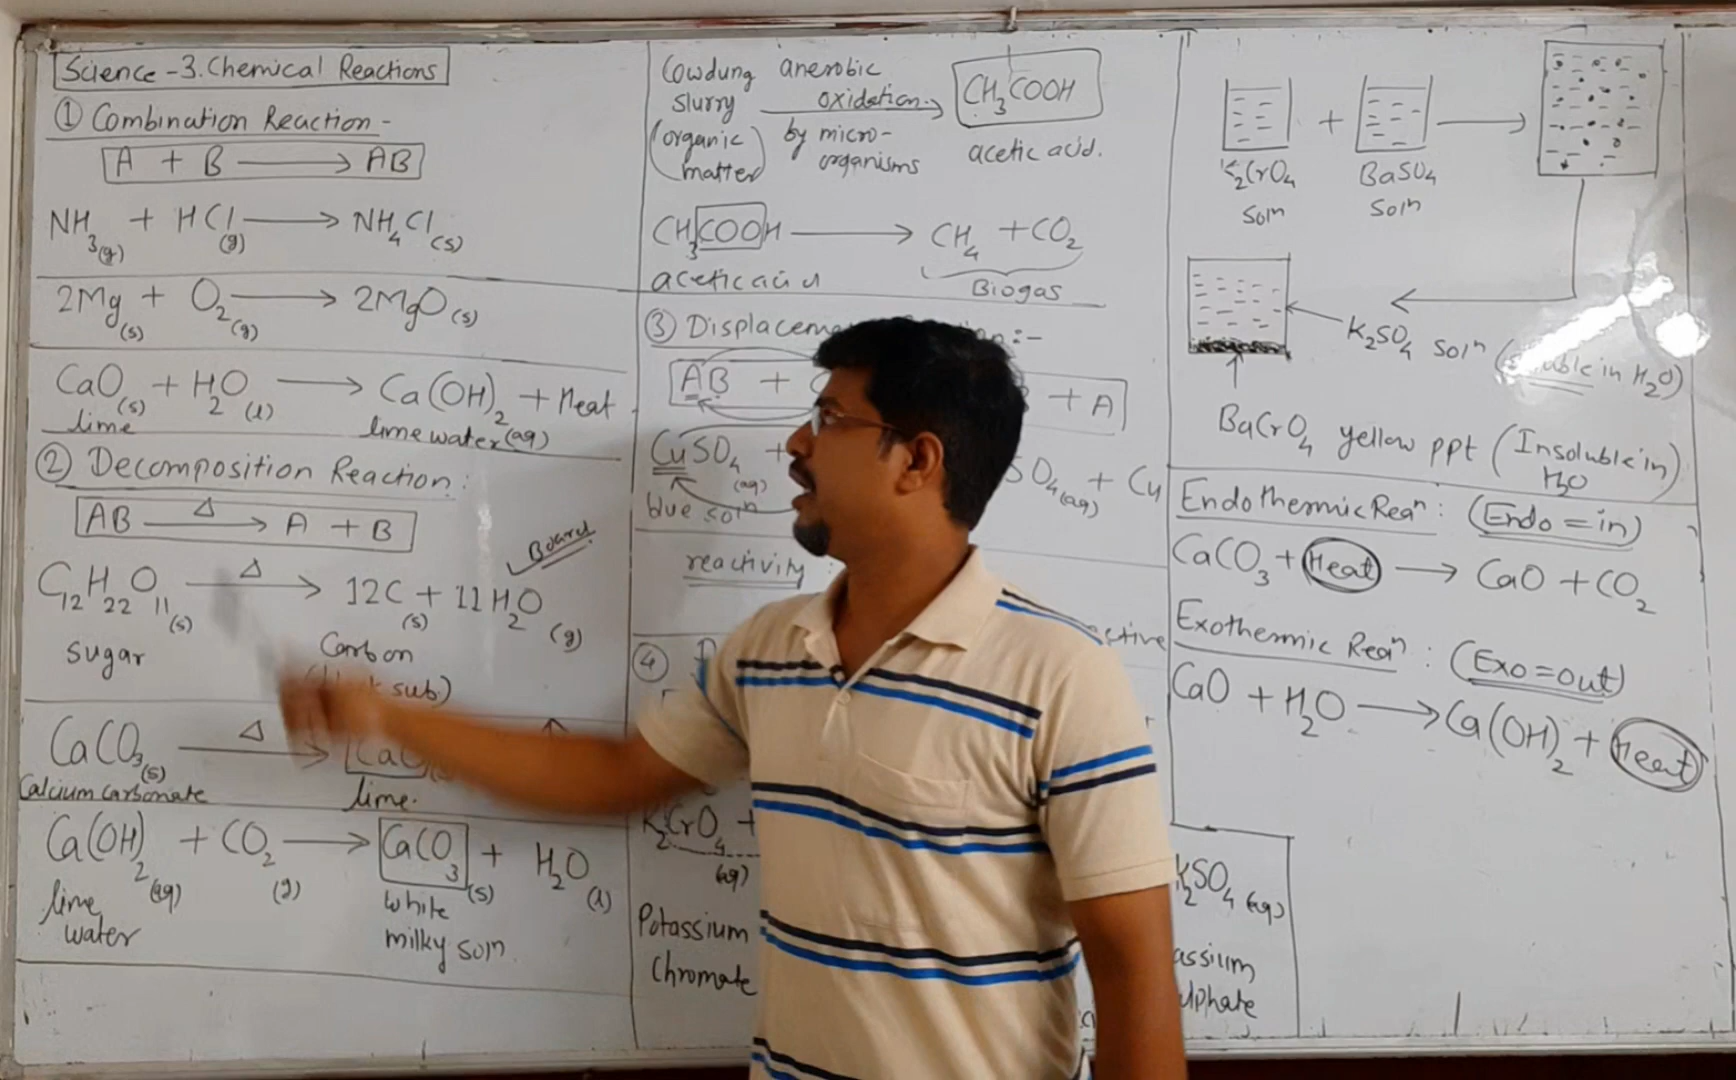 Science - 3. Chemical Reactions
① Combination Reaction -
A + B ⟶ AB
NH₃(g) + HCl(g) ⟶ NH₄Cl(s)
2Mg(s) + O₂(g) ⟶ 2MgO(s)
CaO(s) + H₂O(l) ⟶ Ca(OH)₂ + Heat
lime lime water (aq)
② Decomposition Reaction:
AB —Δ⟶ A + B
Board
C₁₂H₂₂O₁₁(s) —Δ⟶ 12C(s) + 11H₂O(g)
sugar Carbon
sub.)
CaCO₃(s) —Δ⟶ CaO
Calcium carbonate lime.
Ca(OH)₂(aq) + CO₂(g) ⟶ CaCO₃(s) + H₂O(l)
lime white
water milky soln.
Cowdung anerobic
slurry oxidation ⟶ CH₃COOH
(organic by micro-
matter) organisms acetic acid.
CH₃COOH ⟶ CH₄ + CO₂
acetic acid Biogas
③ :-
AB + + A
CuSO₄(aq) + SO₄(aq) + Cu
blue soln
reactivity
④
K₂CrO₄(aq) +
Potassium
Chromate
K₂SO₄(aq)
+ ⟶
K₂CrO₄ BaSO₄
Soln Soln
K₂SO₄ Soln ( in H₂O)
BaCrO₄ yellow ppt (Insoluble in
H₂O)
Endothermic Reaⁿ: (Endo = in)
CaCO₃ + Heat ⟶ CaO + CO₂
Exothermic Reaⁿ: (Exo = out)
CaO + H₂O ⟶ Ca(OH)₂ + Heat